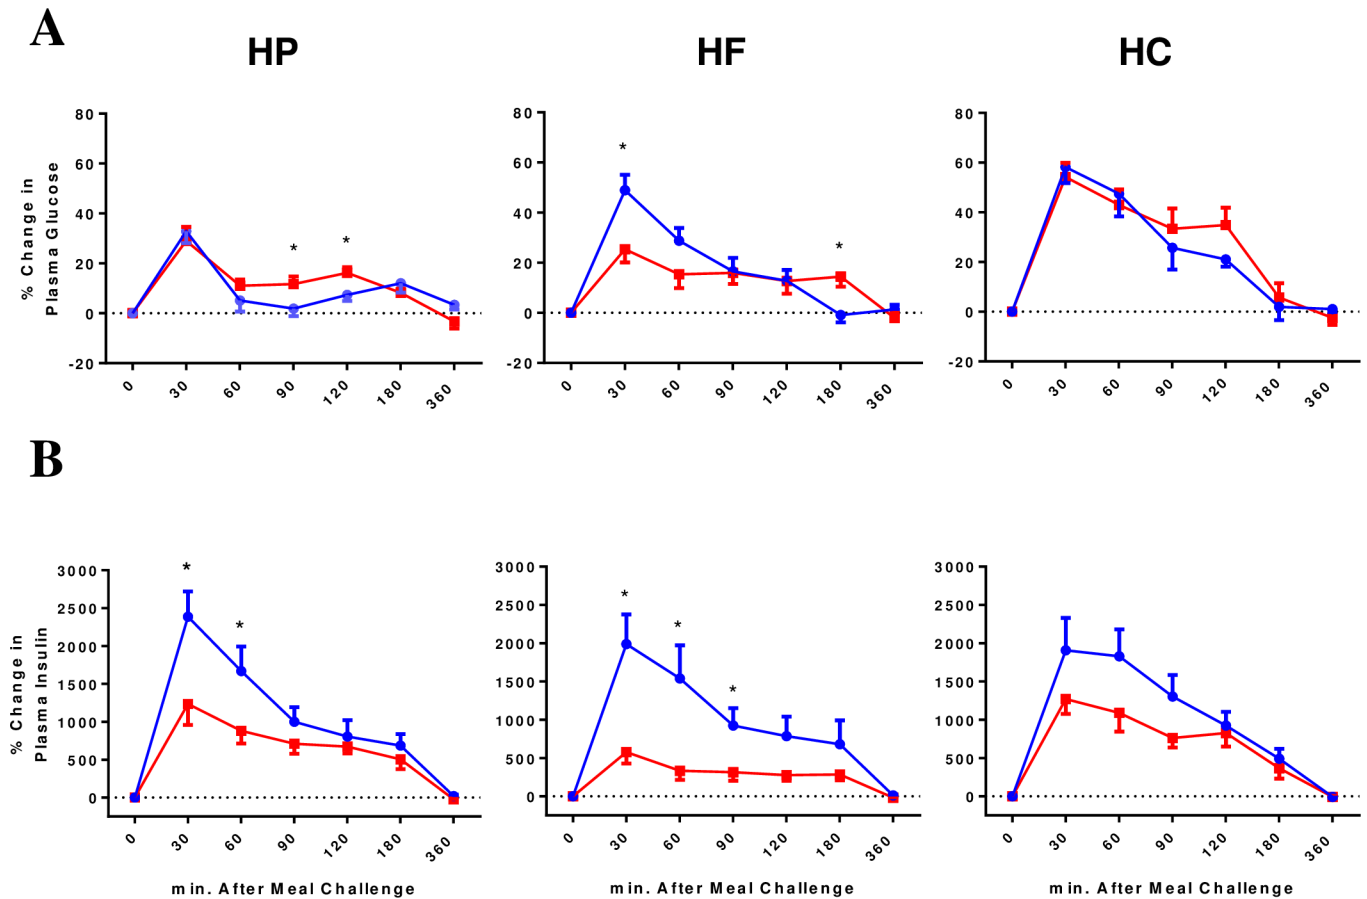 A
HP HF HC
% Change in
Plasma Glucose
80 60 40 20 0 -20
* *
0 30 60 90 120 180 360
80 60 40 20 0 -20
* *
0 30 60 90 120 180 360
80 60 40 20 0 -20
0 30 60 90 120 180 360
B
% Change in
Plasma Insulin
3000 2500 2000 1500 1000 500 0
* *
0 30 60 90 120 180 360
min. After Meal Challenge
3000 2500 2000 1500 1000 500 0
* * *
0 30 60 90 120 180 360
min. After Meal Challenge
3000 2500 2000 1500 1000 500 0
0 30 60 90 120 180 360
min. After Meal Challenge